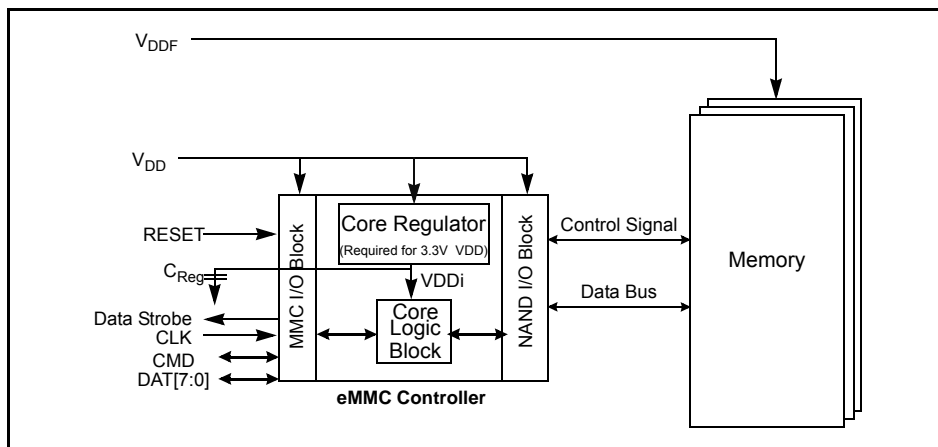 VDDF
VDD
RESET
CReg
Data Strobe
CLK
CMD
DAT[7:0]
MMC I/O Block
Core Regulator
(Required for 3.3V VDD)
VDDi
Core
Logic
Block
NAND I/O Block
Control Signal
Data Bus
Memory
eMMC Controller